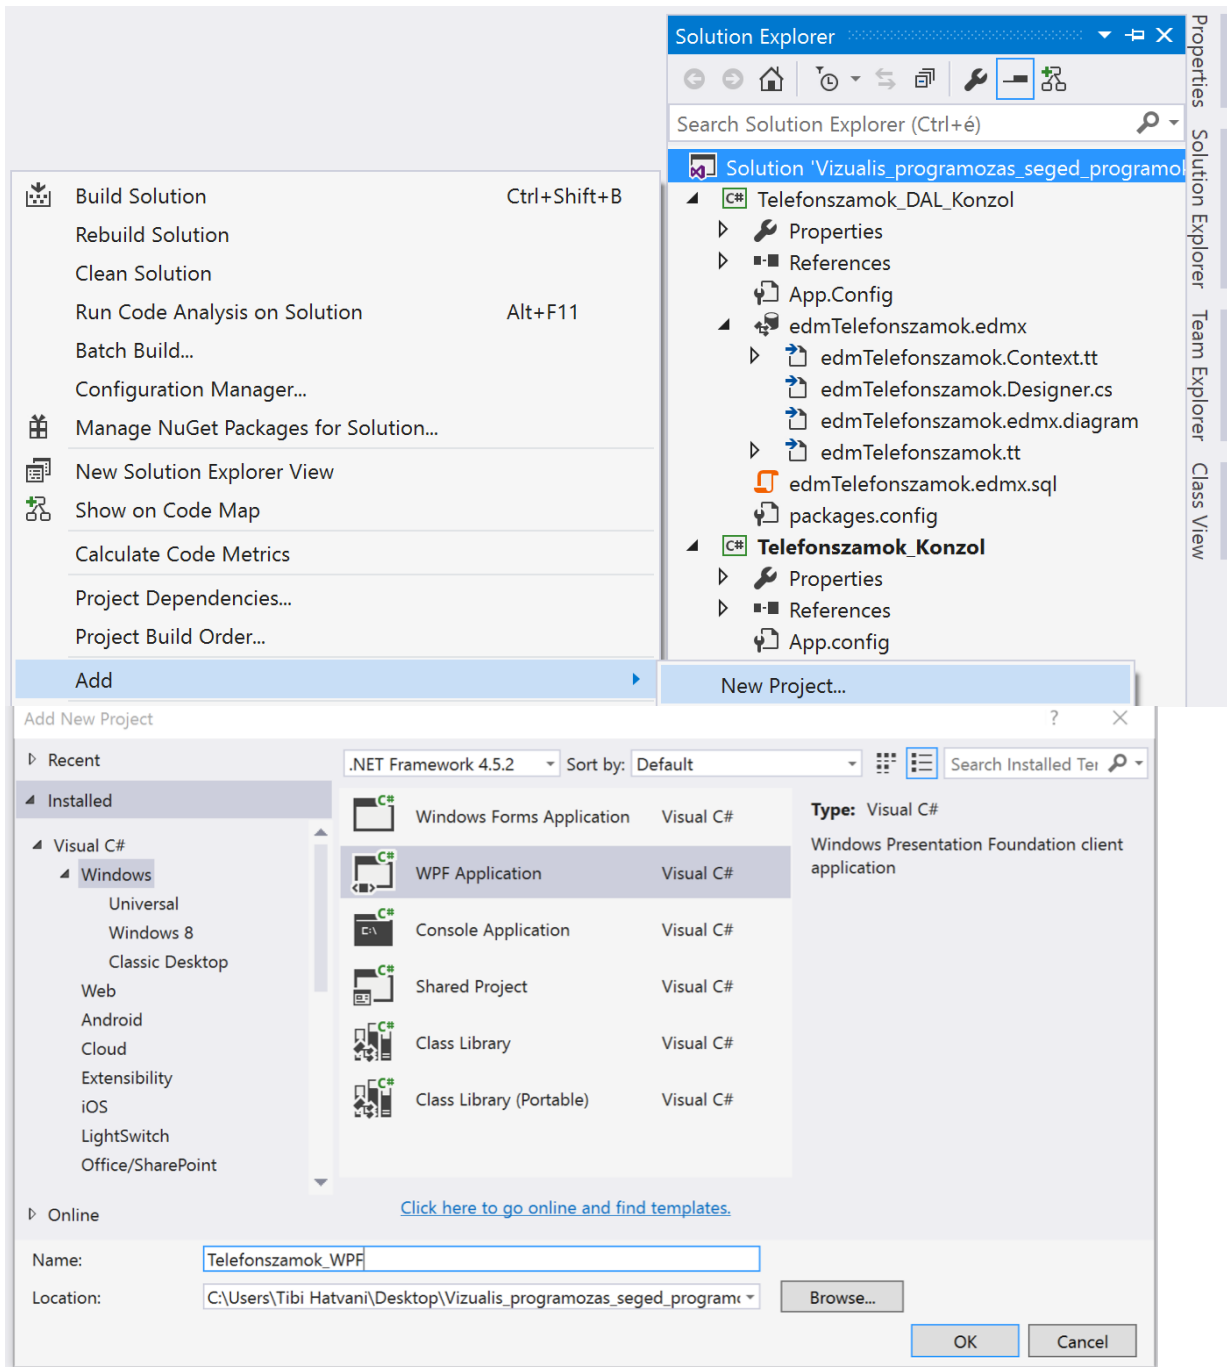 Solution Explorer
Search Solution Explorer (Ctrl+é)
Solution 'Vizualis_programozas_seged_programok
Telefonszamok_DAL_Konzol
Properties
References
App.Config
edmTelefonszamok.edmx
edmTelefonszamok.Context.tt
edmTelefonszamok.Designer.cs
edmTelefonszamok.edmx.diagram
edmTelefonszamok.tt
edmTelefonszamok.edmx.sql
packages.config
Telefonszamok_Konzol
Properties
References
App.config
Properties
Solution Explorer
Team Explorer
Class View
Build Solution Ctrl+Shift+B
Rebuild Solution
Clean Solution
Run Code Analysis on Solution Alt+F11
Batch Build...
Configuration Manager...
Manage NuGet Packages for Solution...
New Solution Explorer View
Show on Code Map
Calculate Code Metrics
Project Dependencies...
Project Build Order...
Add
New Project...
Add New Project
Recent
Installed
Visual C#
Windows
Universal
Windows 8
Classic Desktop
Web
Android
Cloud
Extensibility
iOS
LightSwitch
Office/SharePoint
Online
.NET Framework 4.5.2 Sort by: Default
Search Installed Ter
C# Windows Forms Application Visual C#
C# WPF Application Visual C#
C# Console Application Visual C#
C# Shared Project Visual C#
C# Class Library Visual C#
C# Class Library (Portable) Visual C#
Click here to go online and find templates.
Type: Visual C#
Windows Presentation Foundation client
application
Name: Telefonszamok_WPF
Location: C:\Users\Tibi Hatvani\Desktop\Vizualis_programozas_seged_progr
Browse...
OK Cancel